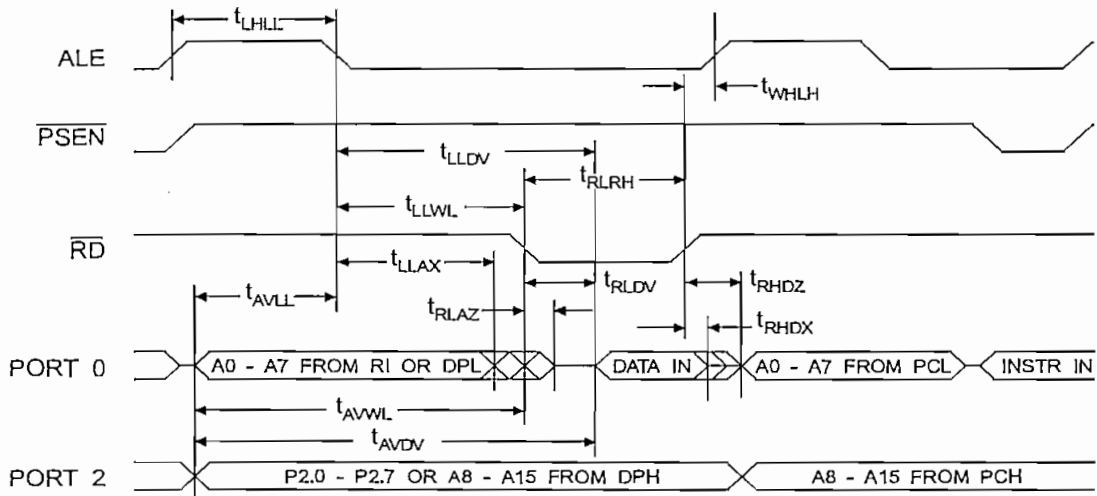 tLHLL
ALE
tWHLH
PSEN
tLLDV
tRLRH
tLLWL
RD
tLLAX
tRLDV
tRHDZ
tAVLL
tRLAZ
tRHDX
PORT 0 A0 - A7 FROM RI OR DPL DATA IN A0 - A7 FROM PCL INSTR IN
tAVWL
tAVDV
PORT 2 P2.0 - P2.7 OR A8 - A15 FROM DPH A8 - A15 FROM PCH